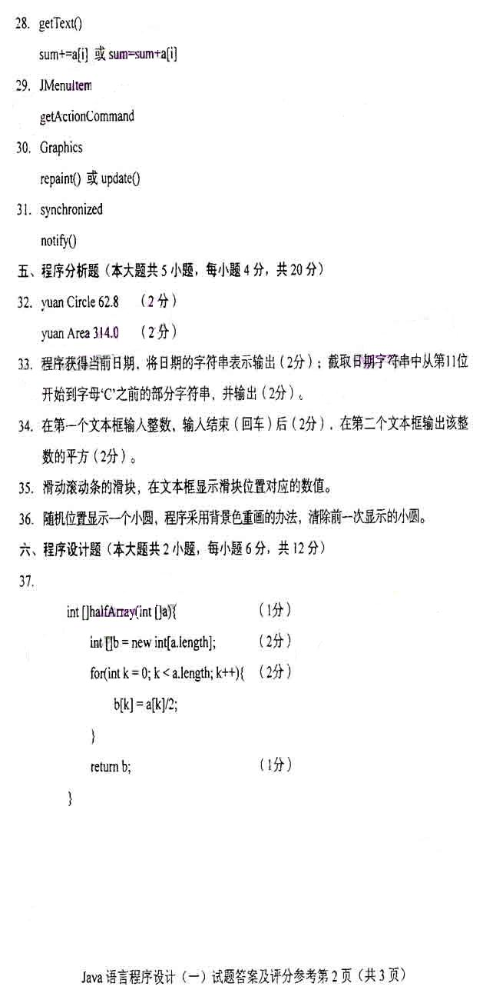 28. getText()
sum+=a[i] 或 sum=sum+a[i]
29. JMenuItem
getActionCommand
30. Graphics
repaint() 或 update()
31. synchronized
notify()
五、程序分析题（本大题共 5 小题，每小题 4 分，共 20 分）
32. yuan Circle 62.8 （2 分）
yuan Area 314.0 （2 分）
33. 程序获得当前日期，将日期的字符串表示输出（2分）；截取日期字符串中从第11位
开始到字母‘C’之前的部分字符串，并输出（2分）。
34. 在第一个文本框输入整数，输入结束（回车）后（2分），在第二个文本框输出该整
数的平方（2分）。
35. 滑动滚动条的滑块，在文本框显示滑块位置对应的数值。
36. 随机位置显示一个小圆，程序采用背景色重画的办法，清除前一次显示的小圆。
六、程序设计题（本大题共 2 小题，每小题 6 分，共 12 分）
37.
int []halfArray(int []a){ （1分）
int []b = new int[a.length]; （2分）
for(int k = 0; k < a.length; k++){ （2分）
b[k] = a[k]/2;
}
return b; （1分）
}
Java 语言程序设计（一）试题答案及评分参考第 2 页（共 3 页）